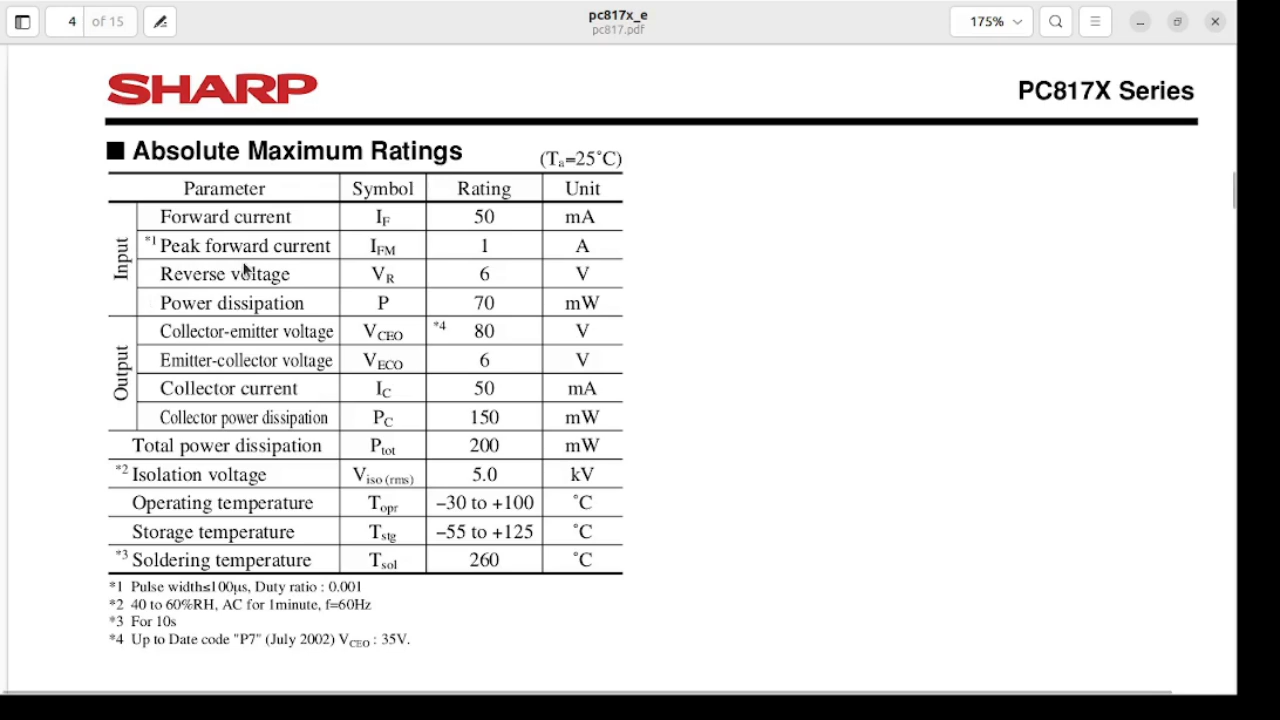 4 of 15
pc817x_e
pc817.pdf
175%
SHARP
PC817X Series
■ Absolute Maximum Ratings
(Ta=25˚C)
Parameter Symbol Rating Unit
Input
Forward current IF 50 mA
*1 Peak forward current IFM 1 A
Reverse voltage VR 6 V
Power dissipation P 70 mW
Output
Collector-emitter voltage VCEO *4 80 V
Emitter-collector voltage VECO 6 V
Collector current IC 50 mA
Collector power dissipation PC 150 mW
Total power dissipation Ptot 200 mW
*2 Isolation voltage Viso (rms) 5.0 kV
Operating temperature Topr −30 to +100 ˚C
Storage temperature Tstg −55 to +125 ˚C
*3 Soldering temperature Tsol 260 ˚C
*1 Pulse width≤100μs, Duty ratio : 0.001
*2 40 to 60%RH, AC for 1minute, f=60Hz
*3 For 10s
*4 Up to Date code "P7" (July 2002) VCEO : 35V.